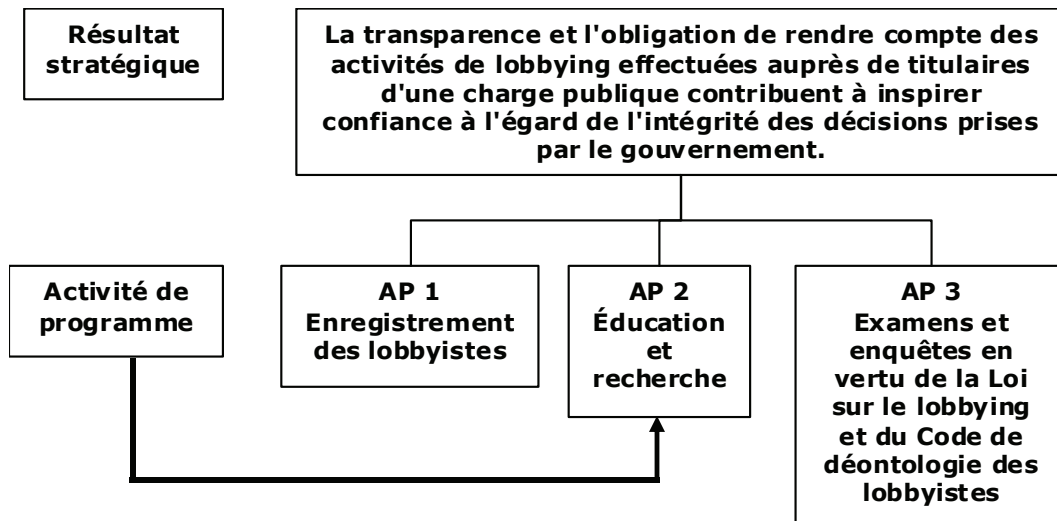 Résultat
stratégique
La transparence et l'obligation de rendre compte des
activités de lobbying effectuées auprès de titulaires
d'une charge publique contribuent à inspirer
confiance à l'égard de l'intégrité des décisions prises
par le gouvernement.
Activité de
programme
AP 1
Enregistrement
des lobbyistes
AP 2
Éducation
et
recherche
AP 3
Examens et
enquêtes en
vertu de la Loi
sur le lobbying
et du Code de
déontologie des
lobbyistes